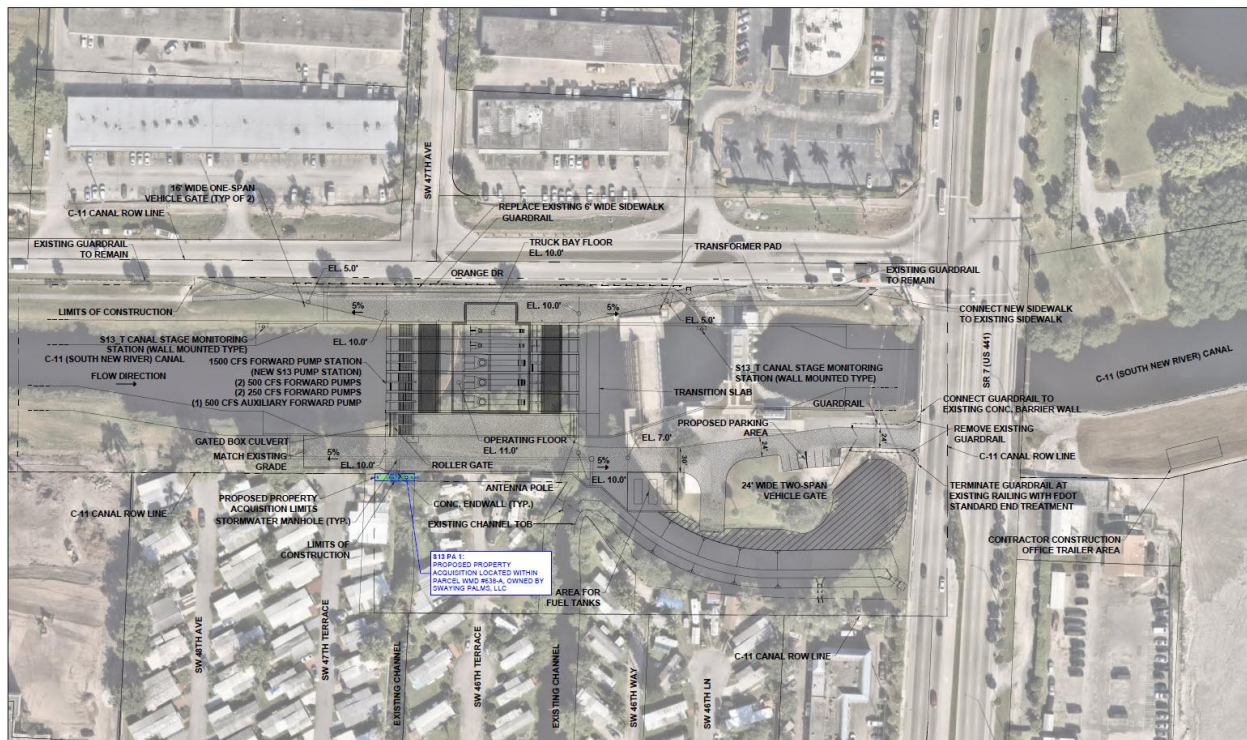 SW 47TH AVE
16' WIDE ONE-SPAN
VEHICLE GATE (TYP OF 2)
C-11 CANAL ROW LINE
EXISTING GUARDRAIL
TO REMAIN
REPLACE EXISTING 6' WIDE SIDEWALK
GUARDRAIL
TRUCK BAY FLOOR
EL. 10.0'
TRANSFORMER PAD
EL. 5.0'
ORANGE DR
EXISTING GUARDRAIL
TO REMAIN
LIMITS OF CONSTRUCTION
5%
EL. 10.0'
5%
EL. 5.0'
CONNECT NEW SIDEWALK
TO EXISTING SIDEWALK
EL. 10.0'
S13_T CANAL STAGE MONITORING
STATION (WALL MOUNTED TYPE)
C-11 (SOUTH NEW RIVER) CANAL
FLOW DIRECTION
1500 CFS FORWARD PUMP STATION
(NEW S13 PUMP STATION)
(2) 500 CFS FORWARD PUMPS
(2) 250 CFS FORWARD PUMPS
(1) 500 CFS AUXILIARY FORWARD PUMP
S13_T CANAL STAGE MONITORING
STATION (WALL MOUNTED TYPE)
TRANSITION SLAB
GUARDRAIL
SR 7 (US 441)
C-11 (SOUTH NEW RIVER) CANAL
CONNECT GUARDRAIL TO
EXISTING CONC. BARRIER WALL
PROPOSED PARKING
AREA
REMOVE EXISTING
GUARDRAIL
C-11 CANAL ROW LINE
GATED BOX CULVERT
MATCH EXISTING
GRADE
5%
EL. 10.0'
OPERATING FLOOR
EL. 11.0'
ROLLER GATE
EL. 7.0'
5%
EL. 10.0'
30'
24'
24'
24' WIDE TWO-SPAN
VEHICLE GATE
TERMINATE GUARDRAIL AT
EXISTING RAILING WITH FDOT
STANDARD END TREATMENT
ANTENNA POLE
CONC. ENDWALL (TYP.)
EXISTING CHANNEL TOB
PROPOSED PROPERTY
ACQUISITION LIMITS
STORMWATER MANHOLE (TYP.)
C-11 CANAL ROW LINE
LIMITS OF
CONSTRUCTION
CONTRACTOR CONSTRUCTION
OFFICE TRAILER AREA
S13 PA 1:
PROPOSED PROPERTY
ACQUISITION LOCATED WITHIN
PARCEL WMD #638-A, OWNED BY
SWAYING PALMS, LLC
AREA FOR
FUEL TANKS
C-11 CANAL ROW LINE
SW 48TH AVE
SW 47TH TERRACE
EXISTING CHANNEL
SW 46TH TERRACE
EXISTING CHANNEL
SW 46TH WAY
SW 46TH LN